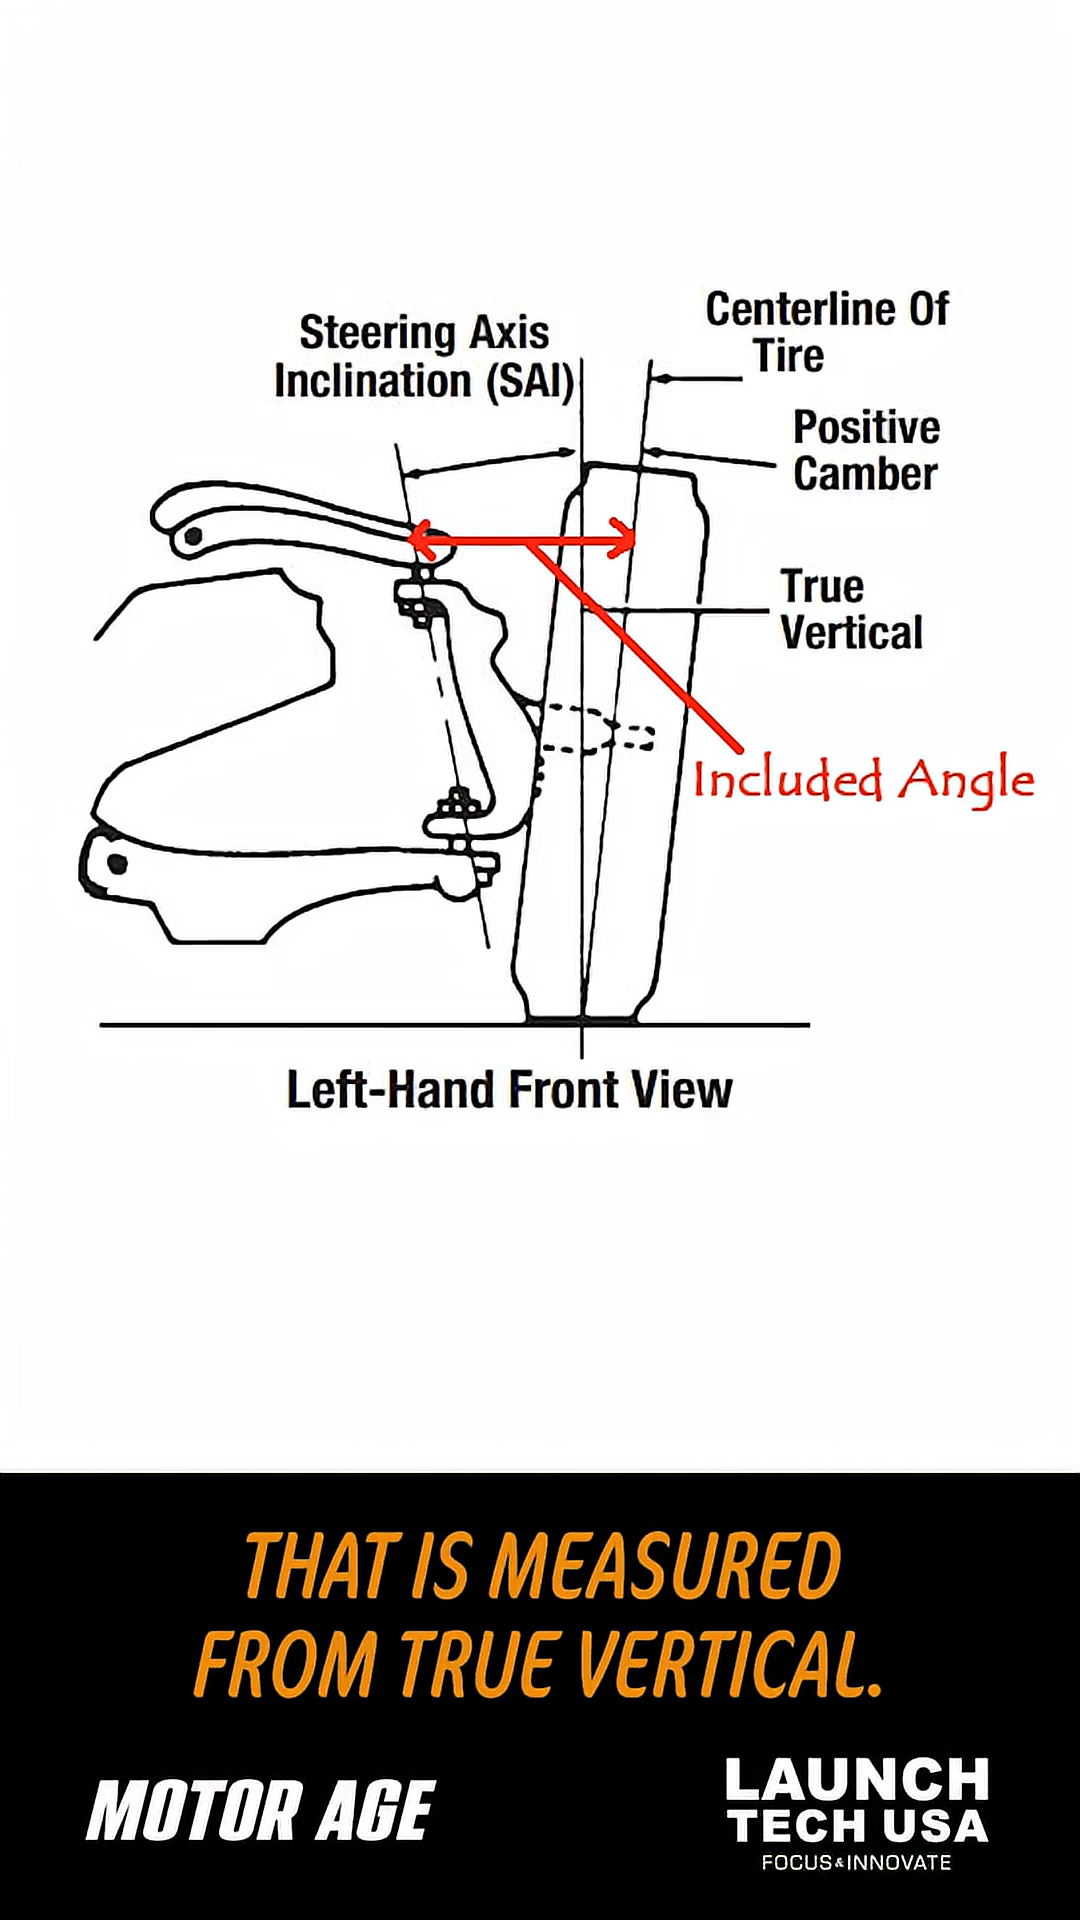 Steering Axis
Inclination (SAI)
Centerline Of
Tire
Positive
Camber
True
Vertical
Included Angle
Left-Hand Front View
THAT IS MEASURED
FROM TRUE VERTICAL.
MOTOR AGE
LAUNCH
TECH USA
FOCUS&INNOVATE